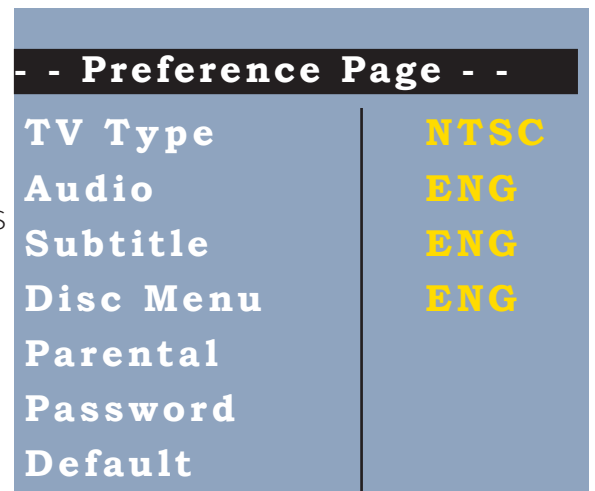 - - Preference Page - -
TV Type NTSC
Audio ENG
Subtitle ENG
Disc Menu ENG
Parental
Password
Default